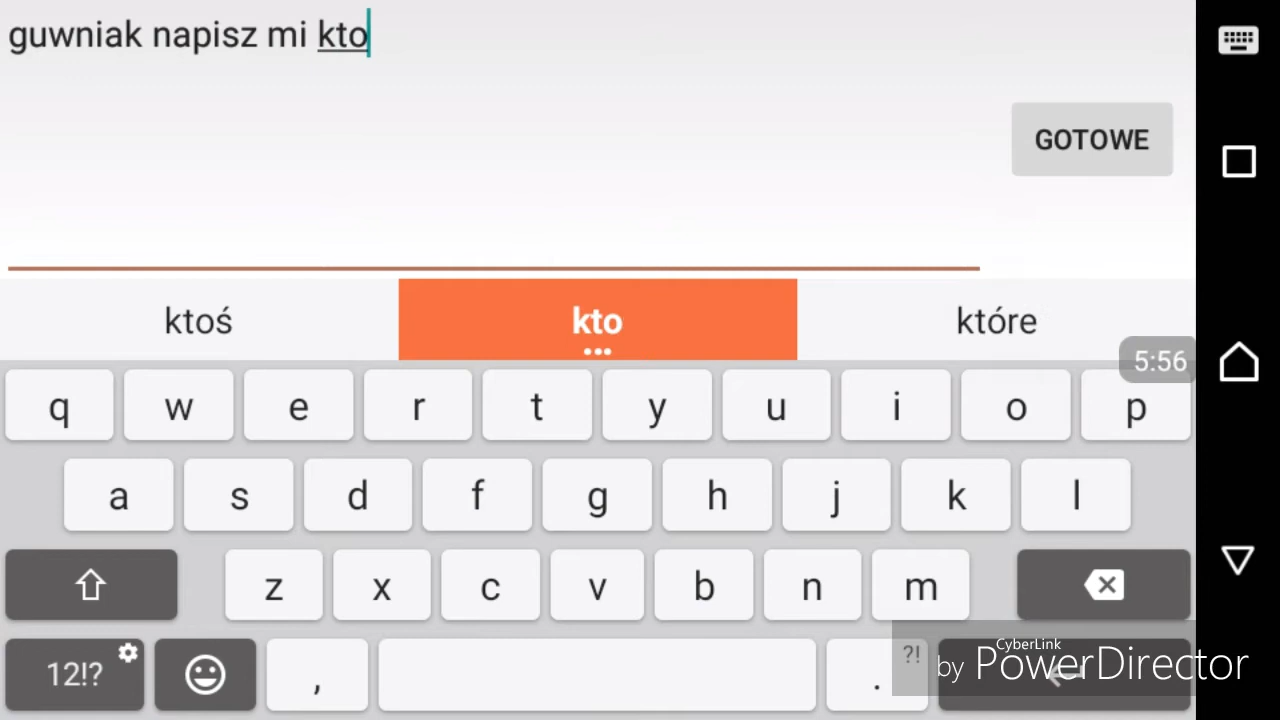 guwniak napisz mi kto
GOTOWE
ktoś kto które
5:56
q w e r t y u i o p
a s d f g h j k l
z x c v b n m
12!? , . ?!
CyberLink
by PowerDirector